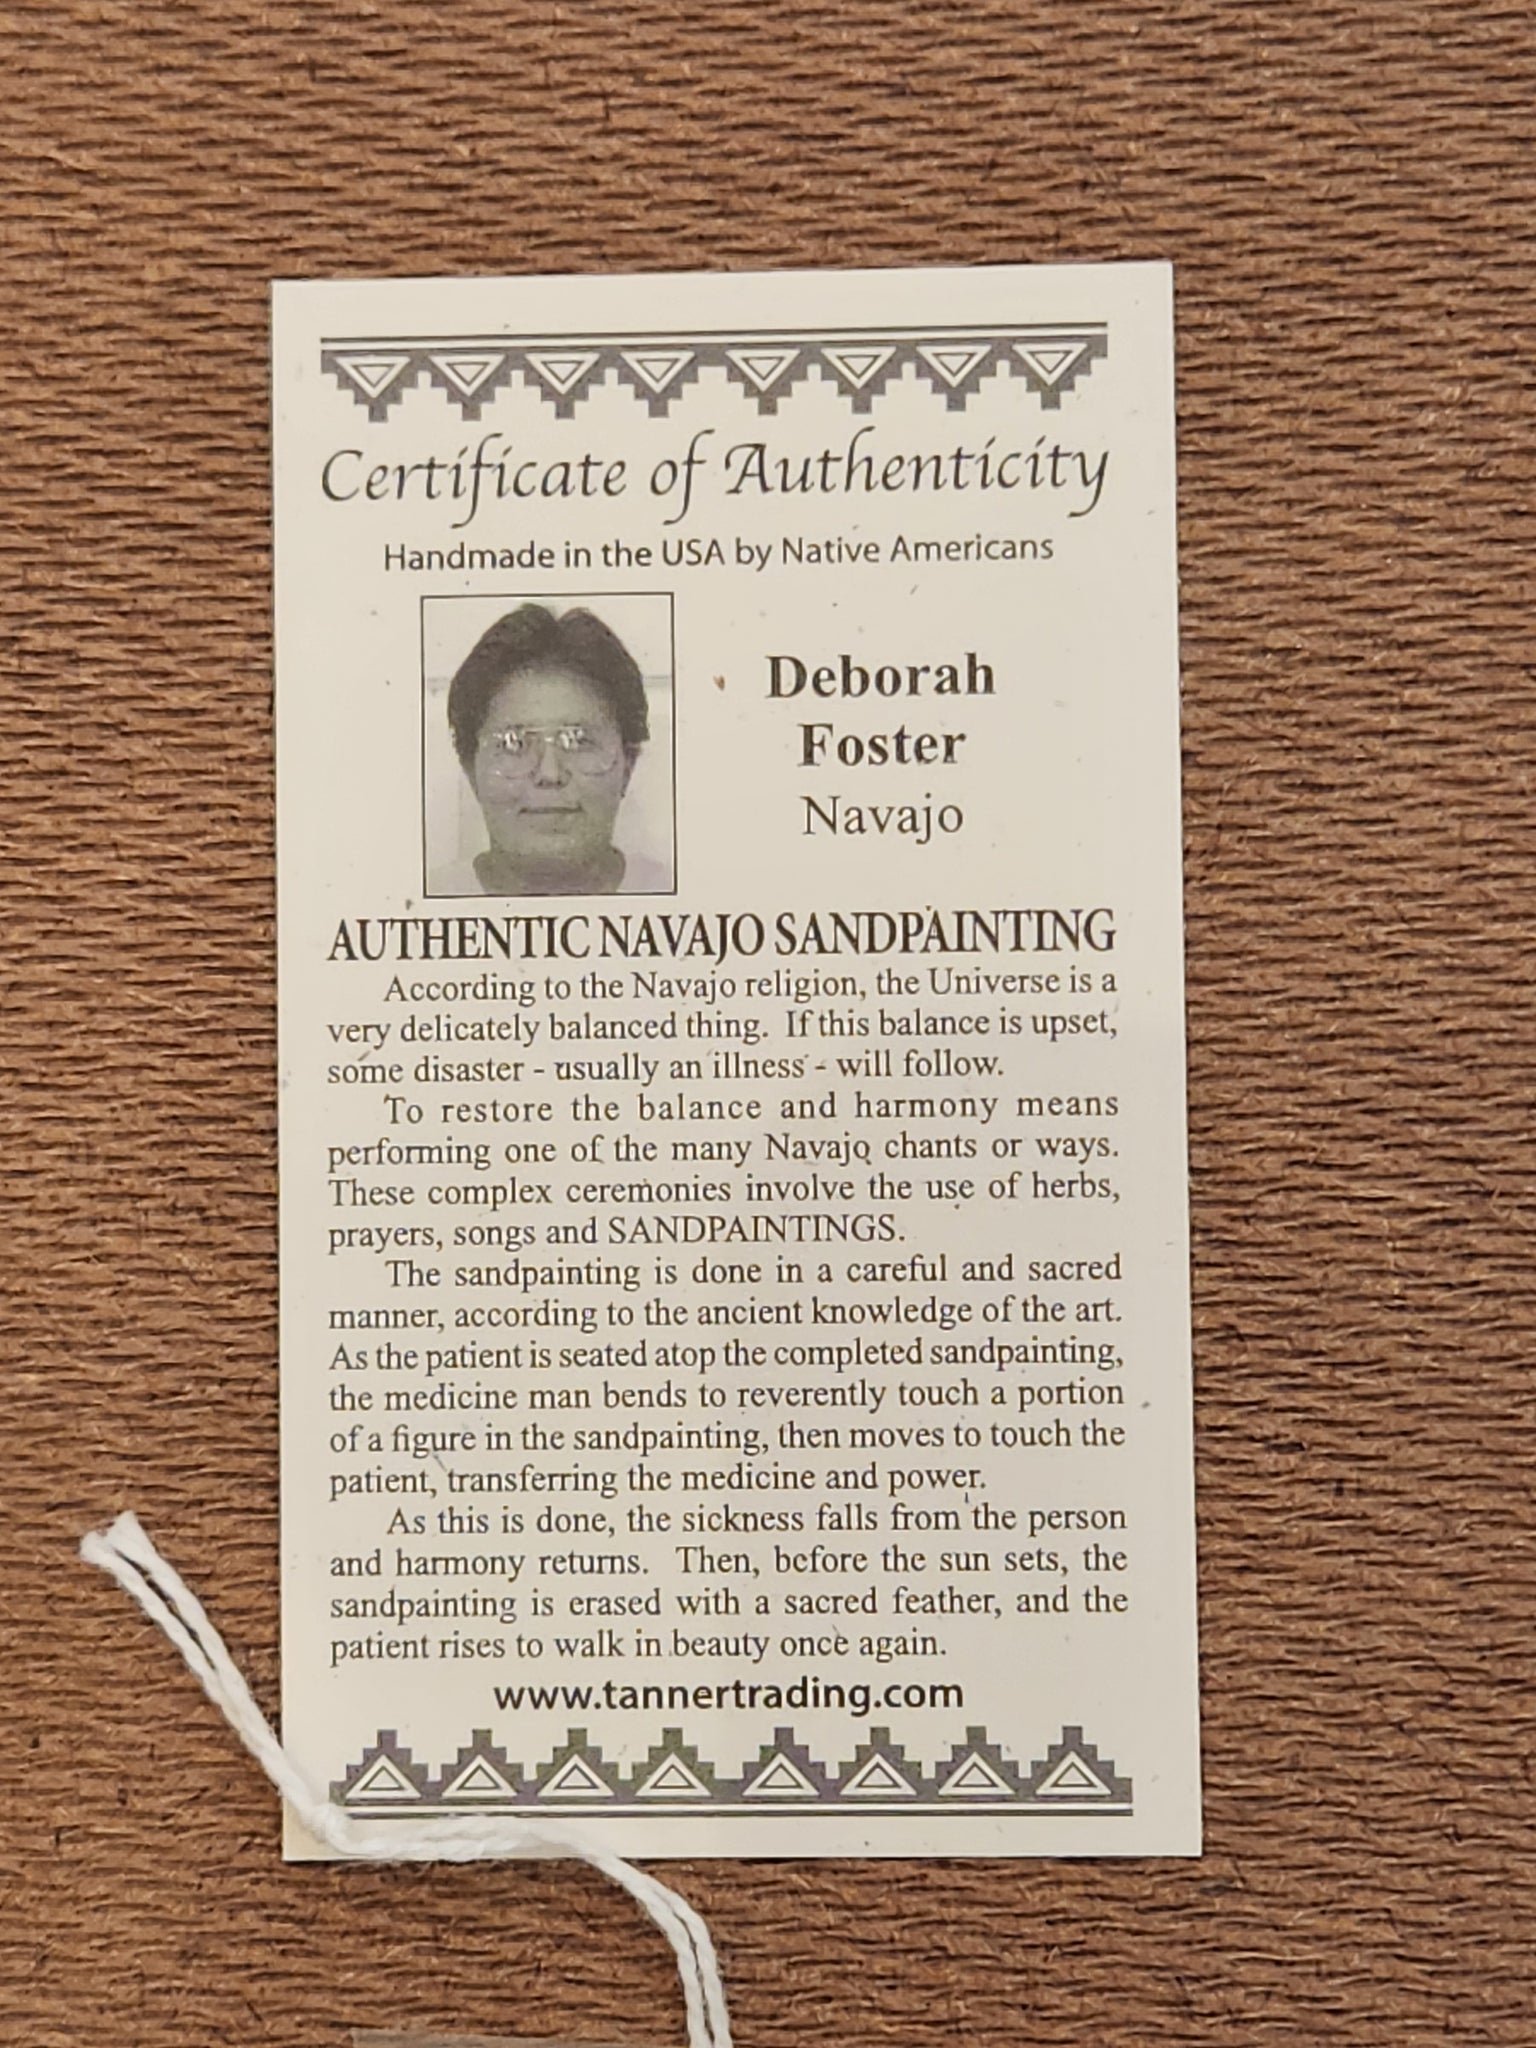 Certificate of Authenticity
Handmade in the USA by Native Americans
Deborah
Foster
Navajo
AUTHENTIC NAVAJO SANDPAINTING
According to the Navajo religion, the Universe is a
very delicately balanced thing. If this balance is upset,
some disaster - usually an illness - will follow.
To restore the balance and harmony means
performing one of the many Navajo chants or ways.
These complex ceremonies involve the use of herbs,
prayers, songs and SANDPAINTINGS.
The sandpainting is done in a careful and sacred
manner, according to the ancient knowledge of the art.
As the patient is seated atop the completed sandpainting,
the medicine man bends to reverently touch a portion
of a figure in the sandpainting, then moves to touch the
patient, transferring the medicine and power.
As this is done, the sickness falls from the person
and harmony returns. Then, before the sun sets, the
sandpainting is erased with a sacred feather, and the
patient rises to walk in beauty once again.
www.tannertrading.com